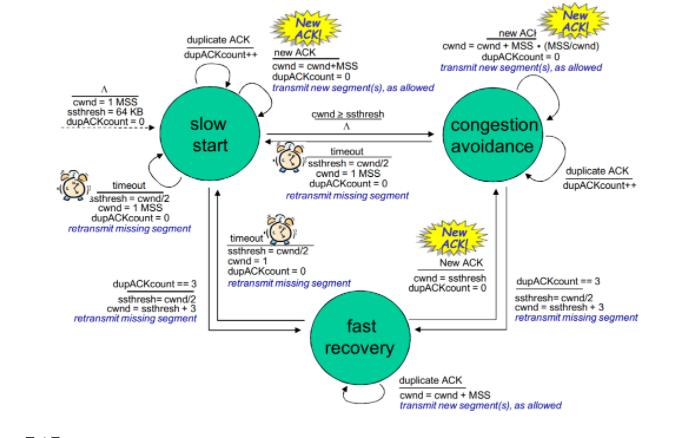 New
ACK!
duplicate ACK
dupACKcount++
new ACK
cwnd = cwnd+MSS
dupACKcount = 0
transmit new segment(s), as allowed
Λ
cwnd = 1 MSS
ssthresh = 64 KB
dupACKcount = 0
slow
start
timeout
ssthresh = cwnd/2
cwnd = 1 MSS
dupACKcount = 0
retransmit missing segment
cwnd ≥ ssthresh
Λ
timeout
ssthresh = cwnd/2
cwnd = 1 MSS
dupACKcount = 0
retransmit missing segment
New
ACK!
new ACK
cwnd = cwnd + MSS • (MSS/cwnd)
dupACKcount = 0
transmit new segment(s), as allowed
congestion
avoidance
duplicate ACK
dupACKcount++
timeout
ssthresh = cwnd/2
cwnd = 1
dupACKcount = 0
retransmit missing segment
New
ACK!
New ACK
cwnd = ssthresh
dupACKcount = 0
dupACKcount == 3
ssthresh= cwnd/2
cwnd = ssthresh + 3
retransmit missing segment
dupACKcount == 3
ssthresh= cwnd/2
cwnd = ssthresh + 3
retransmit missing segment
fast
recovery
duplicate ACK
cwnd = cwnd + MSS
transmit new segment(s), as allowed